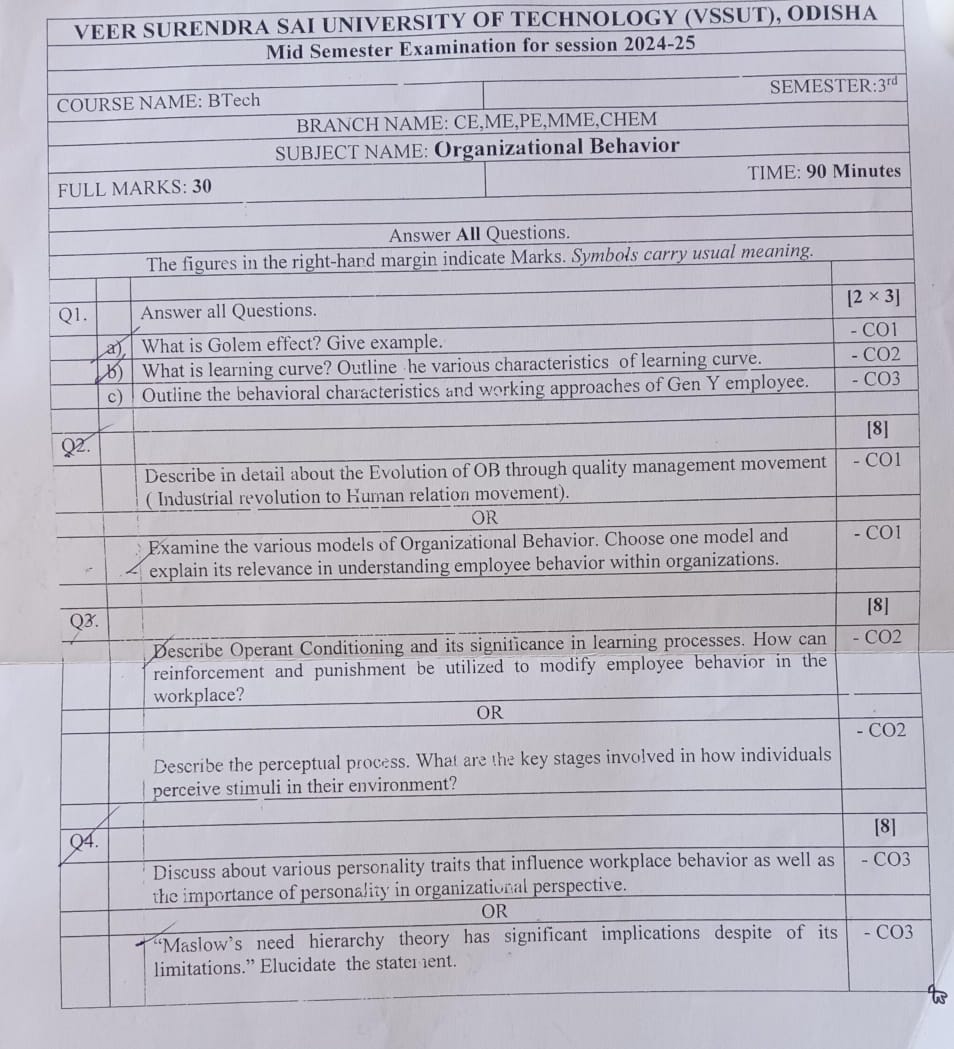 VEER SURENDRA SAI UNIVERSITY OF TECHNOLOGY (VSSUT), ODISHA
Mid Semester Examination for session 2024-25
COURSE NAME: BTech SEMESTER:3rd
BRANCH NAME: CE,ME,PE,MME,CHEM
SUBJECT NAME: Organizational Behavior
FULL MARKS: 30 TIME: 90 Minutes
Answer All Questions.
The figures in the right-hand margin indicate Marks. Symbols carry usual meaning.
Q1. Answer all Questions. [2 × 3]
a) What is Golem effect? Give example. - CO1
b) What is learning curve? Outline he various characteristics of learning curve. - CO2
c) Outline the behavioral characteristics and working approaches of Gen Y employee. - CO3
Q2. [8]
Describe in detail about the Evolution of OB through quality management movement - CO1
( Industrial revolution to Human relation movement).
OR
Examine the various models of Organizational Behavior. Choose one model and - CO1
explain its relevance in understanding employee behavior within organizations.
Q3. [8]
Describe Operant Conditioning and its significance in learning processes. How can - CO2
reinforcement and punishment be utilized to modify employee behavior in the
workplace?
OR
- CO2
Describe the perceptual process. What are the key stages involved in how individuals
perceive stimuli in their environment?
Q4. [8]
Discuss about various personality traits that influence workplace behavior as well as - CO3
the importance of personality in organizational perspective.
OR
“Maslow’s need hierarchy theory has significant implications despite of its - CO3
limitations.” Elucidate the statement.